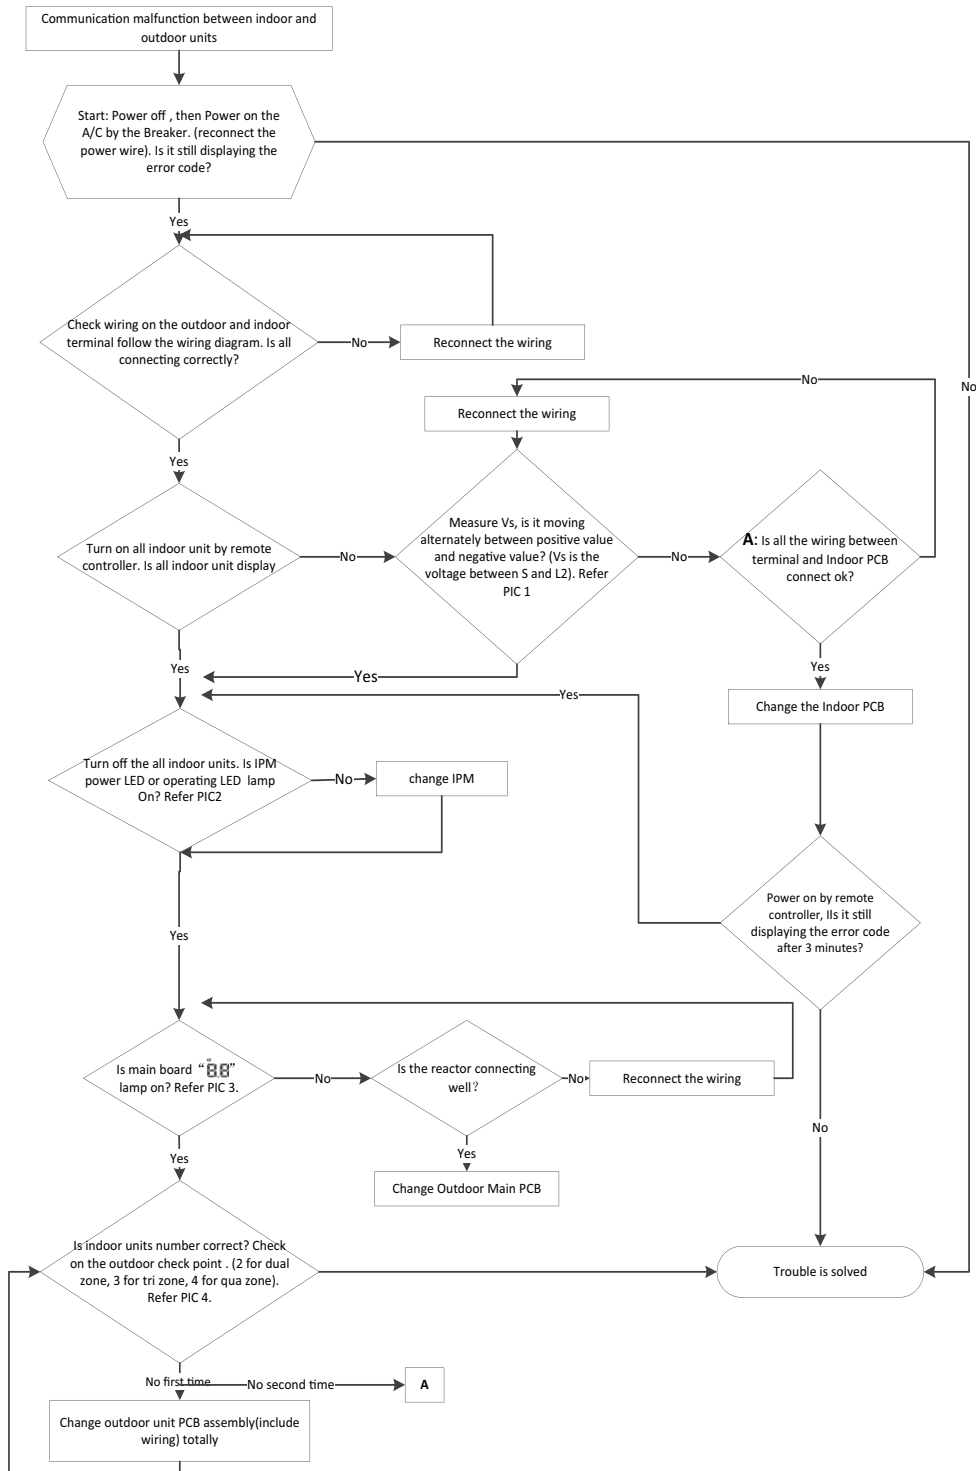 Communication malfunction between indoor and
outdoor units
Start: Power off , then Power on the
A/C by the Breaker. (reconnect the
power wire). Is it still displaying the
error code?
Yes
No
Check wiring on the outdoor and indoor
terminal follow the wiring diagram. Is all
connecting correctly?
No
Reconnect the wiring
No
Reconnect the wiring
Yes
Turn on all indoor unit by remote
controller. Is all indoor unit display
No
Measure Vs, is it moving
alternately between positive value
and negative value? (Vs is the
voltage between S and L2). Refer
PIC 1
No
A: Is all the wiring between
terminal and Indoor PCB
connect ok?
Yes
Yes
Yes
Yes
Change the Indoor PCB
Turn off the all indoor units. Is IPM
power LED or operating LED lamp
On? Refer PIC2
No
change IPM
Yes
Power on by remote
controller, IIs it still
displaying the error code
after 3 minutes?
No
Is main board “8.8”
lamp on? Refer PIC 3.
No
Is the reactor connecting
well？
No
Reconnect the wiring
Yes
Yes
Change Outdoor Main PCB
Is indoor units number correct? Check
on the outdoor check point . (2 for dual
zone, 3 for tri zone, 4 for qua zone).
Refer PIC 4.
Trouble is solved
No first time
No second time
A
Change outdoor unit PCB assembly(include
wiring) totally